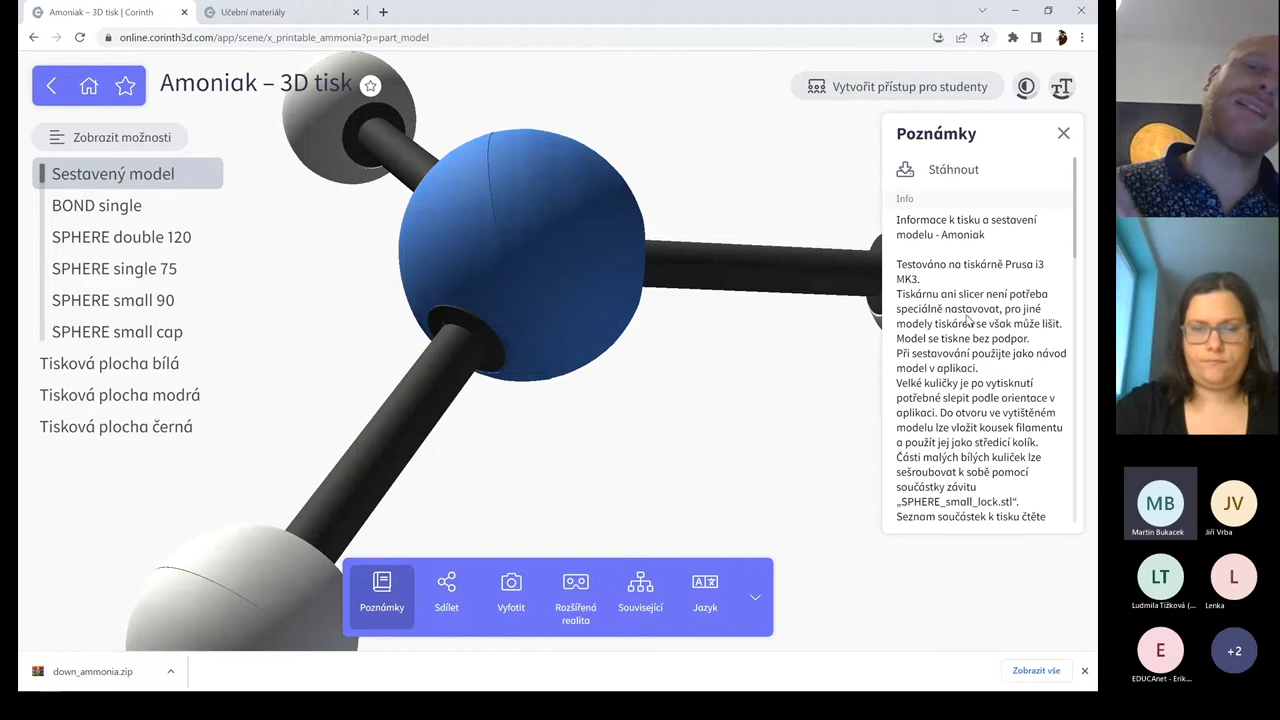 Amoniak – 3D tisk | Corinth
Učební materiály
online.corinth3d.com/app/scene/x_printable_ammonia?p=part_model
Amoniak – 3D tisk
Vytvořit přístup pro studenty
Zobrazit možnosti
Sestavený model
BOND single
SPHERE double 120
SPHERE single 75
SPHERE small 90
SPHERE small cap
Tisková plocha bílá
Tisková plocha modrá
Tisková plocha černá
Poznámky
Stáhnout
Info
Informace k tisku a sestavení
modelu - Amoniak
Testováno na tiskárně Prusa i3
MK3.
Tiskárnu ani slicer není potřeba
speciálně nastavovat, pro jiné
modely tiskáren se však může lišit.
Model se tiskne bez podpor.
Při sestavování použijte jako návod
model v aplikaci.
Velké kuličky je po vytisknutí
potřebné slepit podle orientace v
aplikaci. Do otvoru ve vytištěném
modelu lze vložit kousek filamentu
a použít jej jako středicí kolík.
Části malých bílých kuliček lze
sešroubovat k sobě pomocí
součástky závitu
„SPHERE_small_lock.stl“.
Seznam součástek k tisku čtěte
Poznámky
Sdílet
Vyfotit
Rozšířená
realita
Související
Jazyk
down_ammonia.zip
Zobrazit vše
MB
Martin Bukacek
JV
Jiří Vrba
LT
Ludmila Tížková (...
L
Lenka
E
EDUCAnet - Erik...
+2